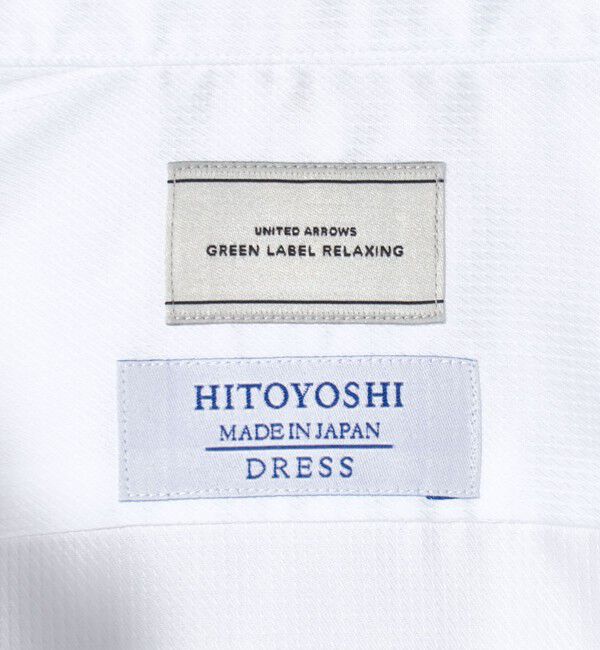 UNITED ARROWS
GREEN LABEL RELAXING
HITOYOSHI
MADE IN JAPAN
DRESS